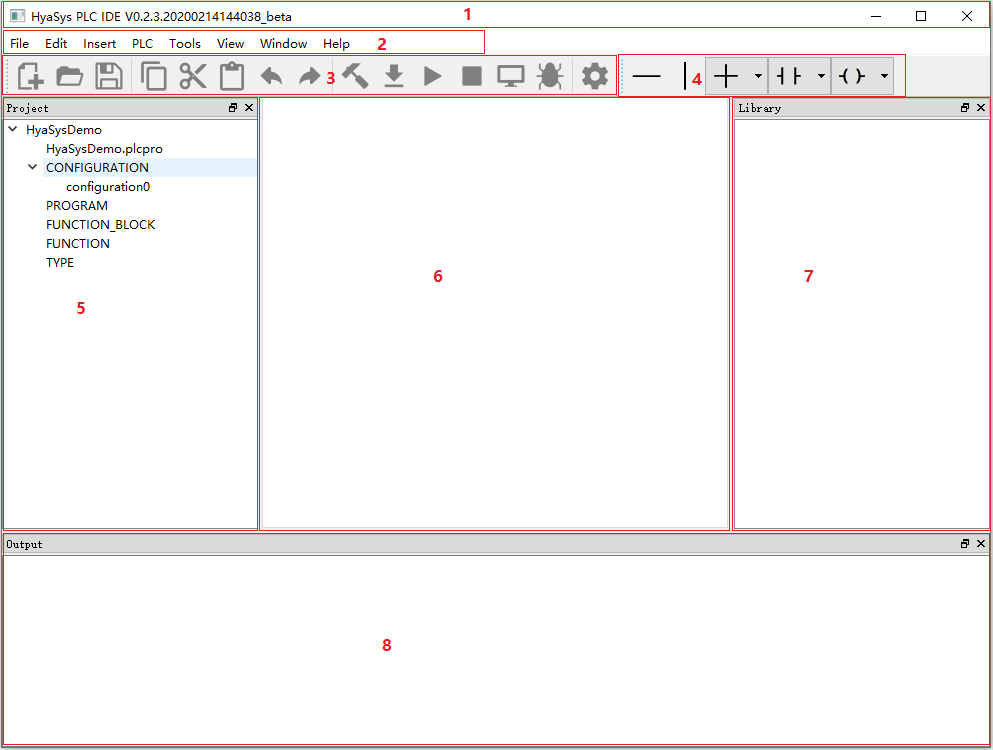 HyaSys PLC IDE V0.2.3.20200214144038_beta 1
File Edit Insert PLC Tools View Window Help 2
3
4
Project
Library
HyaSysDemo
HyaSysDemo.plcpro
CONFIGURATION
configuration0
PROGRAM
FUNCTION_BLOCK
FUNCTION
TYPE
5
6
7
Output
8